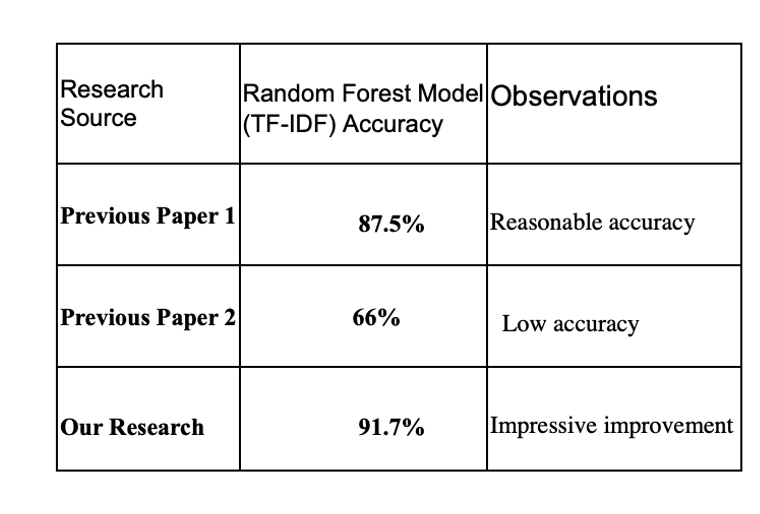 Research
Source
Random Forest Model
(TF-IDF) Accuracy
Observations
Previous Paper 1
87.5%
Reasonable accuracy
Previous Paper 2
66%
Low accuracy
Our Research
91.7%
Impressive improvement